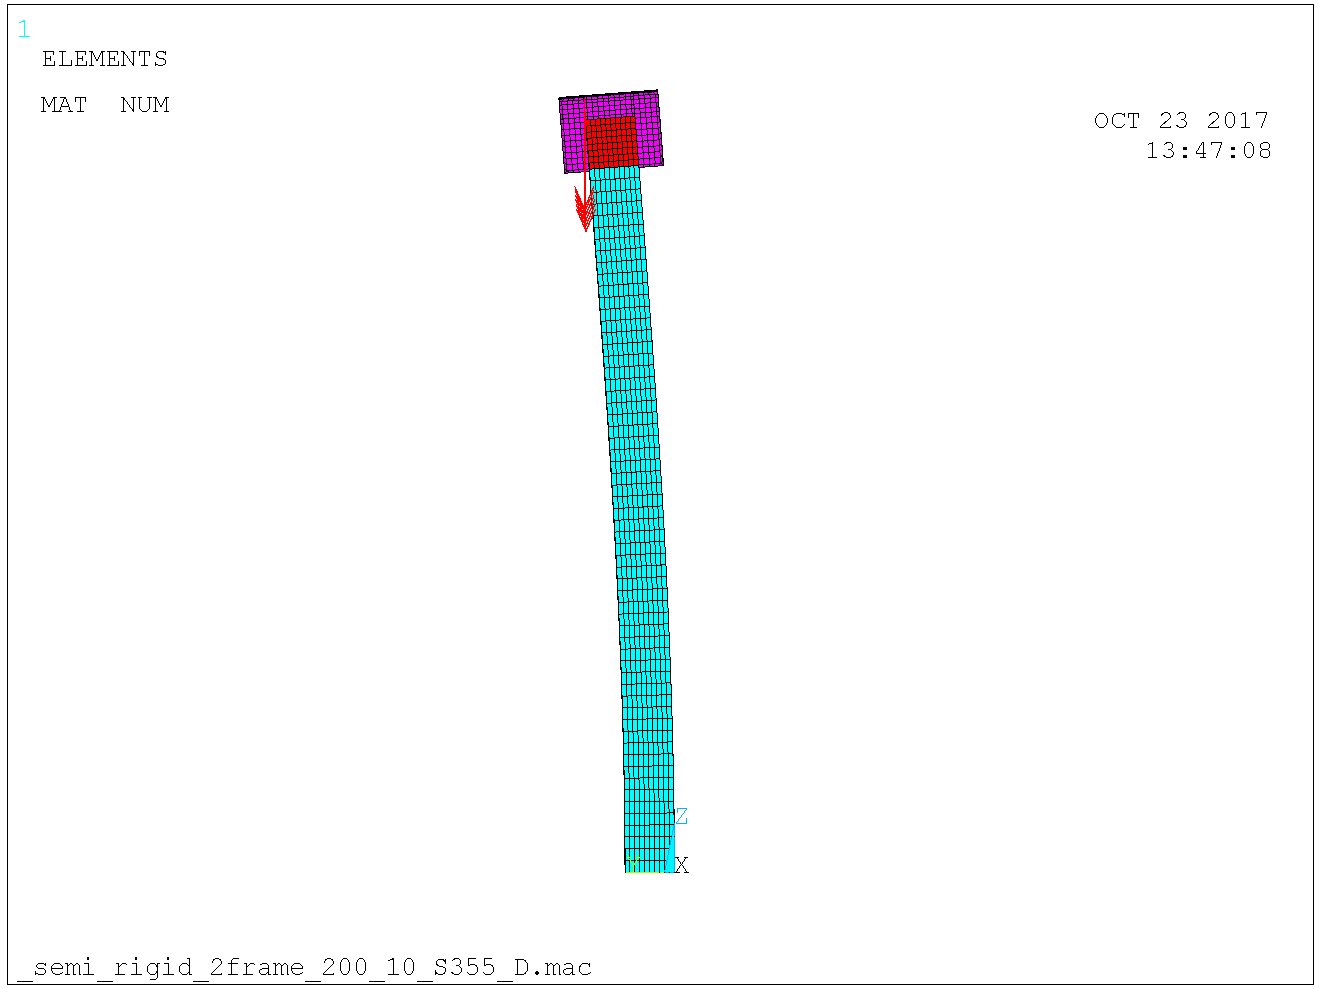 1
ELEMENTS
MAT NUM
OCT 23 2017
13:47:08
Z
Y
X
_semi_rigid_2frame_200_10_S355_D.mac